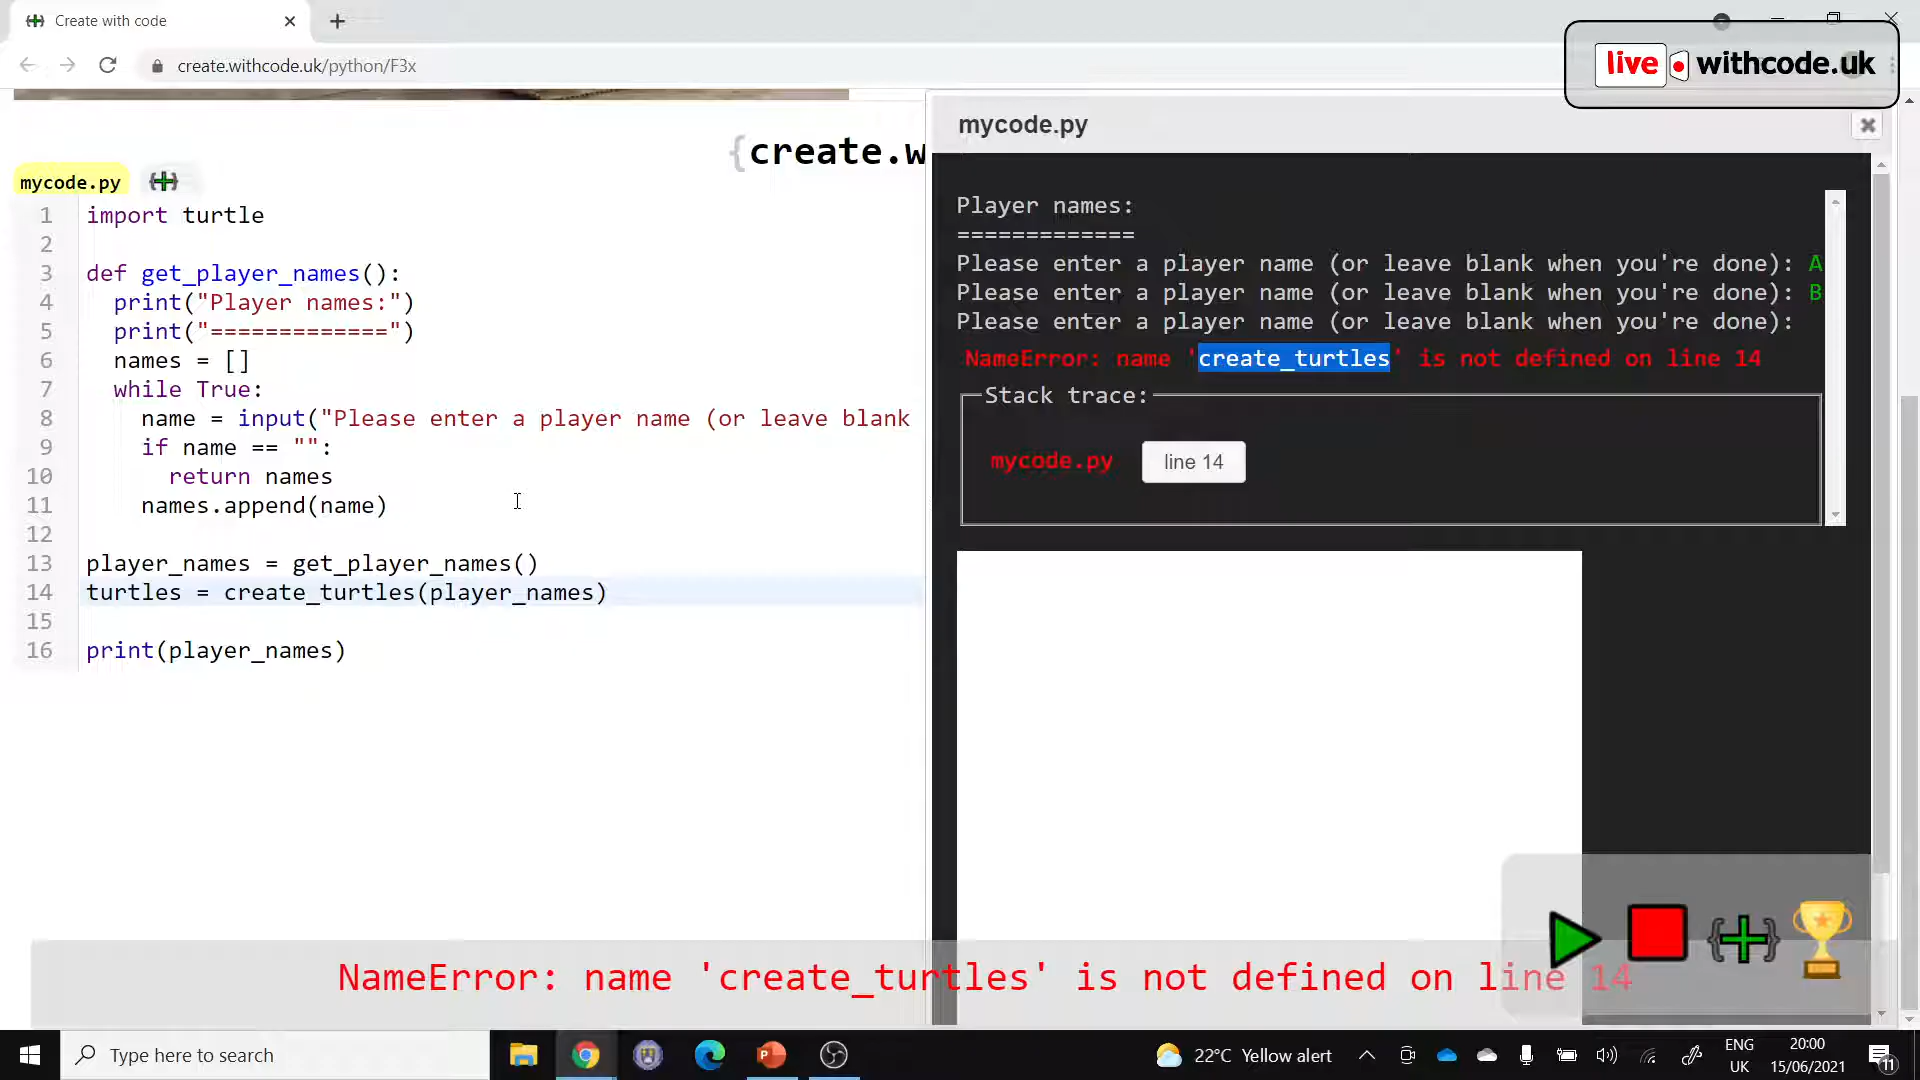 Create with code
create.withcode.uk/python/F3x
live withcode.uk
{create.w
mycode.py
1 import turtle
2
3 def get_player_names():
4 print("Player names:")
5 print("=============")
6 names = []
7 while True:
8 name = input("Please enter a player name (or leave blank
9 if name == "":
10 return names
11 names.append(name)
12
13 player_names = get_player_names()
14 turtles = create_turtles(player_names)
15
16 print(player_names)
mycode.py
Player names:
=============
Please enter a player name (or leave blank when you're done): A
Please enter a player name (or leave blank when you're done): B
Please enter a player name (or leave blank when you're done):
NameError: name 'create_turtles' is not defined on line 14
Stack trace:
mycode.py line 14
NameError: name 'create_turtles' is not defined on line 14
Type here to search
22°C Yellow alert
ENG
UK
20:00
15/06/2021
11